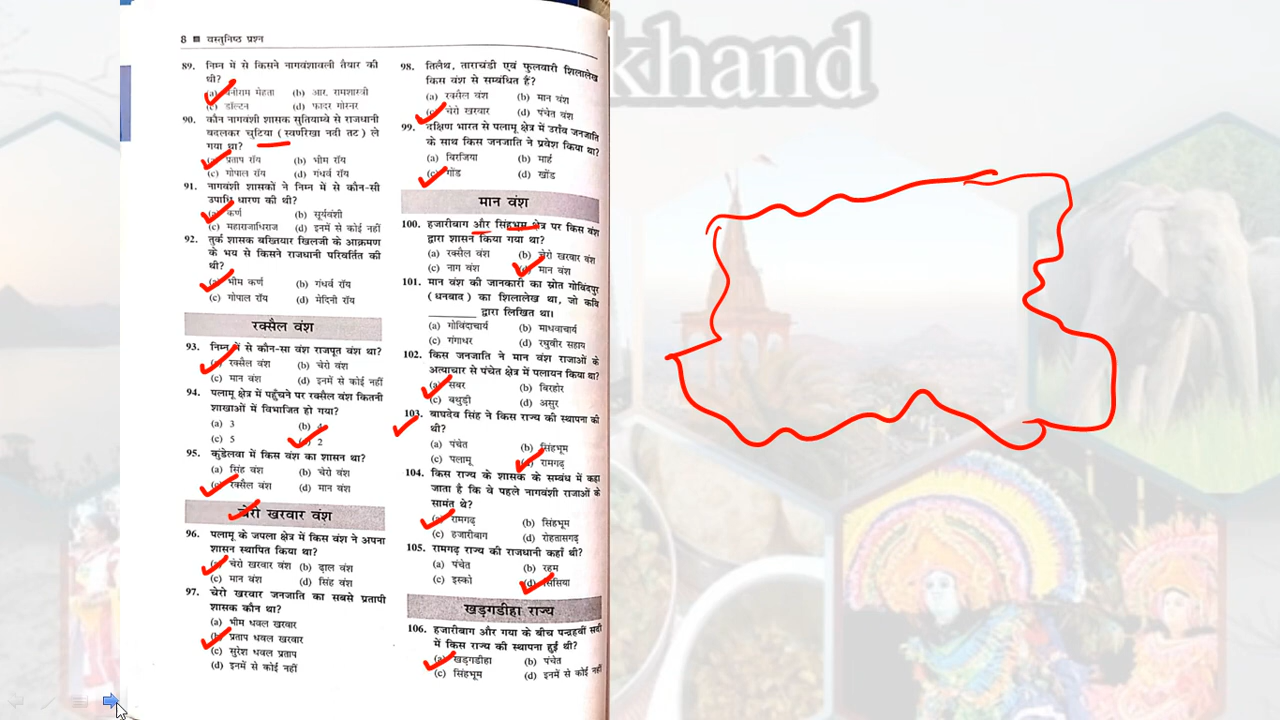 khand
8 ■ वस्तुनिष्ठ प्रश्न
89. निम्न में से किसने नागवंशावली तैयार की
थी?
(a) बेनीराम मेहता (b) आर. रामशास्त्री
(c) डॉल्टन (d) फादर गोस्नर
90. कौन नागवंशी शासक सुतियाम्बे से राजधानी
बदलकर चुटिया (स्वर्णरेखा नदी तट) ले
गया था?
(a) प्रताप रॉय (b) भीम रॉय
(c) गोपाल रॉय (d) गंधर्व रॉय
91. नागवंशी शासकों ने निम्न में से कौन-सी
उपाधि धारण की थी?
(a) कर्ण (b) सूर्यवंशी
(c) महाराजाधिराज (d) इनमें से कोई नहीं
92. तुर्क शासक बख्तियार खिलजी के आक्रमण
के भय से किसने राजधानी परिवर्तित की
थी?
(a) भीम कर्ण (b) गंधर्व रॉय
(c) गोपाल रॉय (d) मेदिनी रॉय
रक्सैल वंश
93. निम्न में से कौन-सा वंश राजपूत वंश था?
रक्सैल वंश (b) चेरो वंश
(c) मान वंश (d) इनमें से कोई नहीं
94. पलामू क्षेत्र में पहुँचने पर रक्सैल वंश कितनी
शाखाओं में विभाजित हो गया?
(a) 3 (b) 4
(c) 5 2
95. कुंडेलवा में किस वंश का शासन था?
(a) सिंह वंश (b) चेरो वंश
(c) रक्सैल वंश (d) मान वंश
चेरो खरवार वंश
96. पलामू के जपला क्षेत्र में किस वंश ने अपना
शासन स्थापित किया था?
(a) चेरो खरवार वंश (b) ढाल वंश
(c) मान वंश (d) सिंह वंश
97. चेरो खरवार जनजाति का सबसे प्रतापी
शासक कौन था?
(a) भीम धवल खरवार
(b) प्रताप धवल खरवार
(c) सुरेश धवल प्रताप
(d) इनमें से कोई नहीं
98. तिलैथ, ताराचंडी एवं फुलवारी शिलालेख
किस वंश से सम्बंधित हैं?
(a) रक्सैल वंश (b) मान वंश
(c) चेरो खरवार (d) पंचेत वंश
99. दक्षिण भारत से पलामू क्षेत्र में उराँव जनजाति
के साथ किस जनजाति ने प्रवेश किया था?
(a) बिरजिया (b) मार्ह
(c) गोंड (d) खोंड
मान वंश
100. हजारीबाग और सिंहभूम क्षेत्र पर किस वंश
द्वारा शासन किया गया था?
(a) रक्सैल वंश (b) चेरो खरवार वंश
(c) नाग वंश (d) मान वंश
101. मान वंश की जानकारी का स्रोत गोविंदपुर
(धनबाद) का शिलालेख था, जो कवि
________ द्वारा लिखित था।
(a) गोविंदाचार्य (b) माधवाचार्य
(c) गंगाधर (d) रघुवीर सहाय
102. किस जनजाति ने मान वंश राजाओं के
अत्याचार से पंचेत क्षेत्र में पलायन किया था?
(a) सबर (b) बिरहोर
(c) बथुड़ी (d) असुर
103. बाघदेव सिंह ने किस राज्य की स्थापना की
थी?
(a) पंचेत (b) सिंहभूम
(c) पलामू रामगढ़
104. किस राज्य के शासक के सम्बंध में कहा
जाता है कि वे पहले नागवंशी राजाओं के
सामंत थे?
(a) रामगढ़ (b) सिंहभूम
(c) हजारीबाग (d) रोहतासगढ़
105. रामगढ़ राज्य की राजधानी कहाँ थी?
(a) पंचेत (b) रहम
(c) इस्को (d) सिसिया
खड़गडीहा राज्य
106. हजारीबाग और गया के बीच पन्द्रहवीं सदी
में किस राज्य की स्थापना हुई थी?
(a) खड़गडीहा (b) पंचेत
(c) सिंहभूम (d) इनमें से कोई नहीं